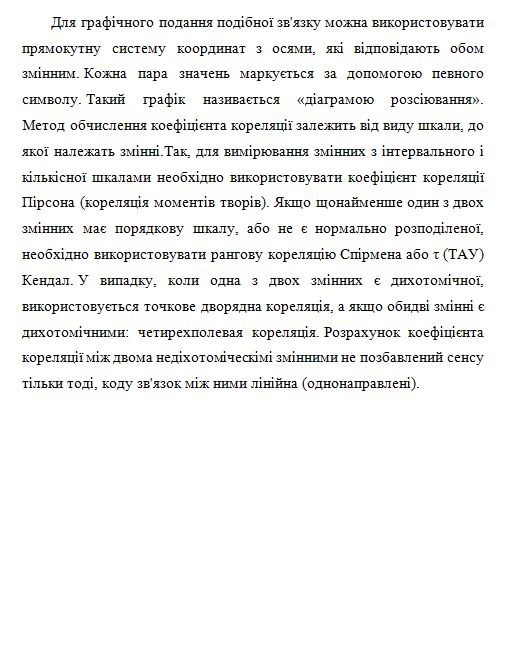 Для графічного подання подібної зв'язку можна використовувати
прямокутну систему координат з осями, які відповідають обом
змінним. Кожна пара значень маркується за допомогою певного
символу. Такий графік називається «діаграмою розсіювання».
Метод обчислення коефіцієнта кореляції залежить від виду шкали, до
якої належать змінні.Так, для вимірювання змінних з інтервального і
кількісної шкалами необхідно використовувати коефіцієнт кореляції
Пірсона (кореляція моментів творів). Якщо щонайменше один з двох
змінних має порядкову шкалу, або не є нормально розподіленої,
необхідно використовувати рангову кореляцію Спірмена або τ (ТАУ)
Кендал. У випадку, коли одна з двох змінних є дихотомічної,
використовується точкове дворядна кореляція, а якщо обидві змінні є
дихотомічними: четирехполевая кореляція. Розрахунок коефіцієнта
кореляції між двома недіхотоміческімі змінними не позбавлений сенсу
тільки тоді, коду зв'язок між ними лінійна (однонаправлені).